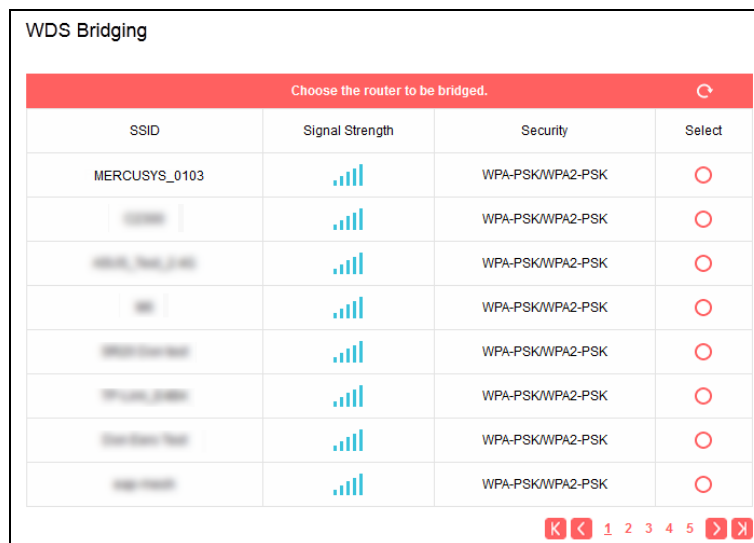 WDS Bridging
Choose the router to be bridged.
SSID Signal Strength Security Select
MERCUSYS_0103 WPA-PSK/WPA2-PSK
WPA-PSK/WPA2-PSK
WPA-PSK/WPA2-PSK
WPA-PSK/WPA2-PSK
WPA-PSK/WPA2-PSK
WPA-PSK/WPA2-PSK
WPA-PSK/WPA2-PSK
WPA-PSK/WPA2-PSK
1 2 3 4 5